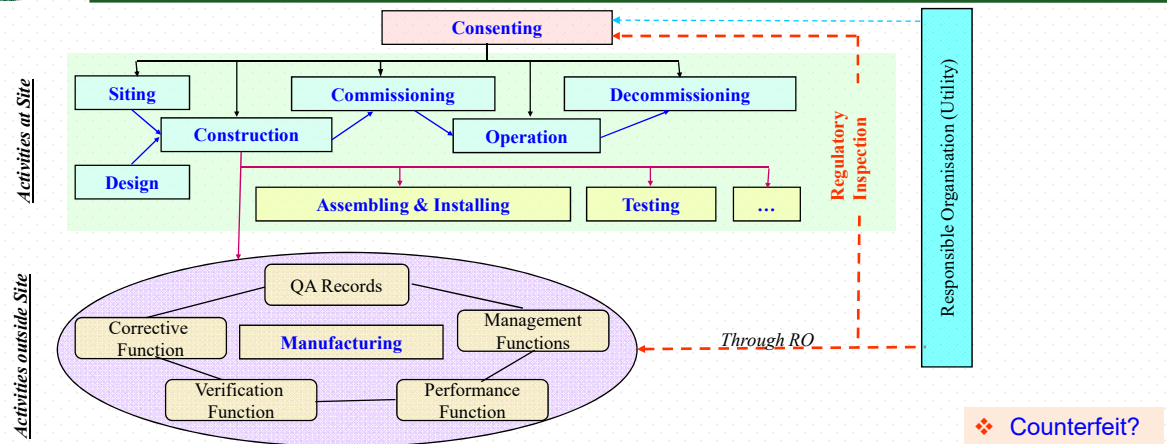 Consenting
Activities at Site
Siting
Commissioning
Decommissioning
Construction
Operation
Design
Assembling & Installing
Testing
...
Regulatory
Inspection
Responsible Organisation (Utility)
Activities outside Site
QA Records
Corrective
Function
Manufacturing
Management
Functions
Verification
Function
Performance
Function
Through RO
❖ Counterfeit?